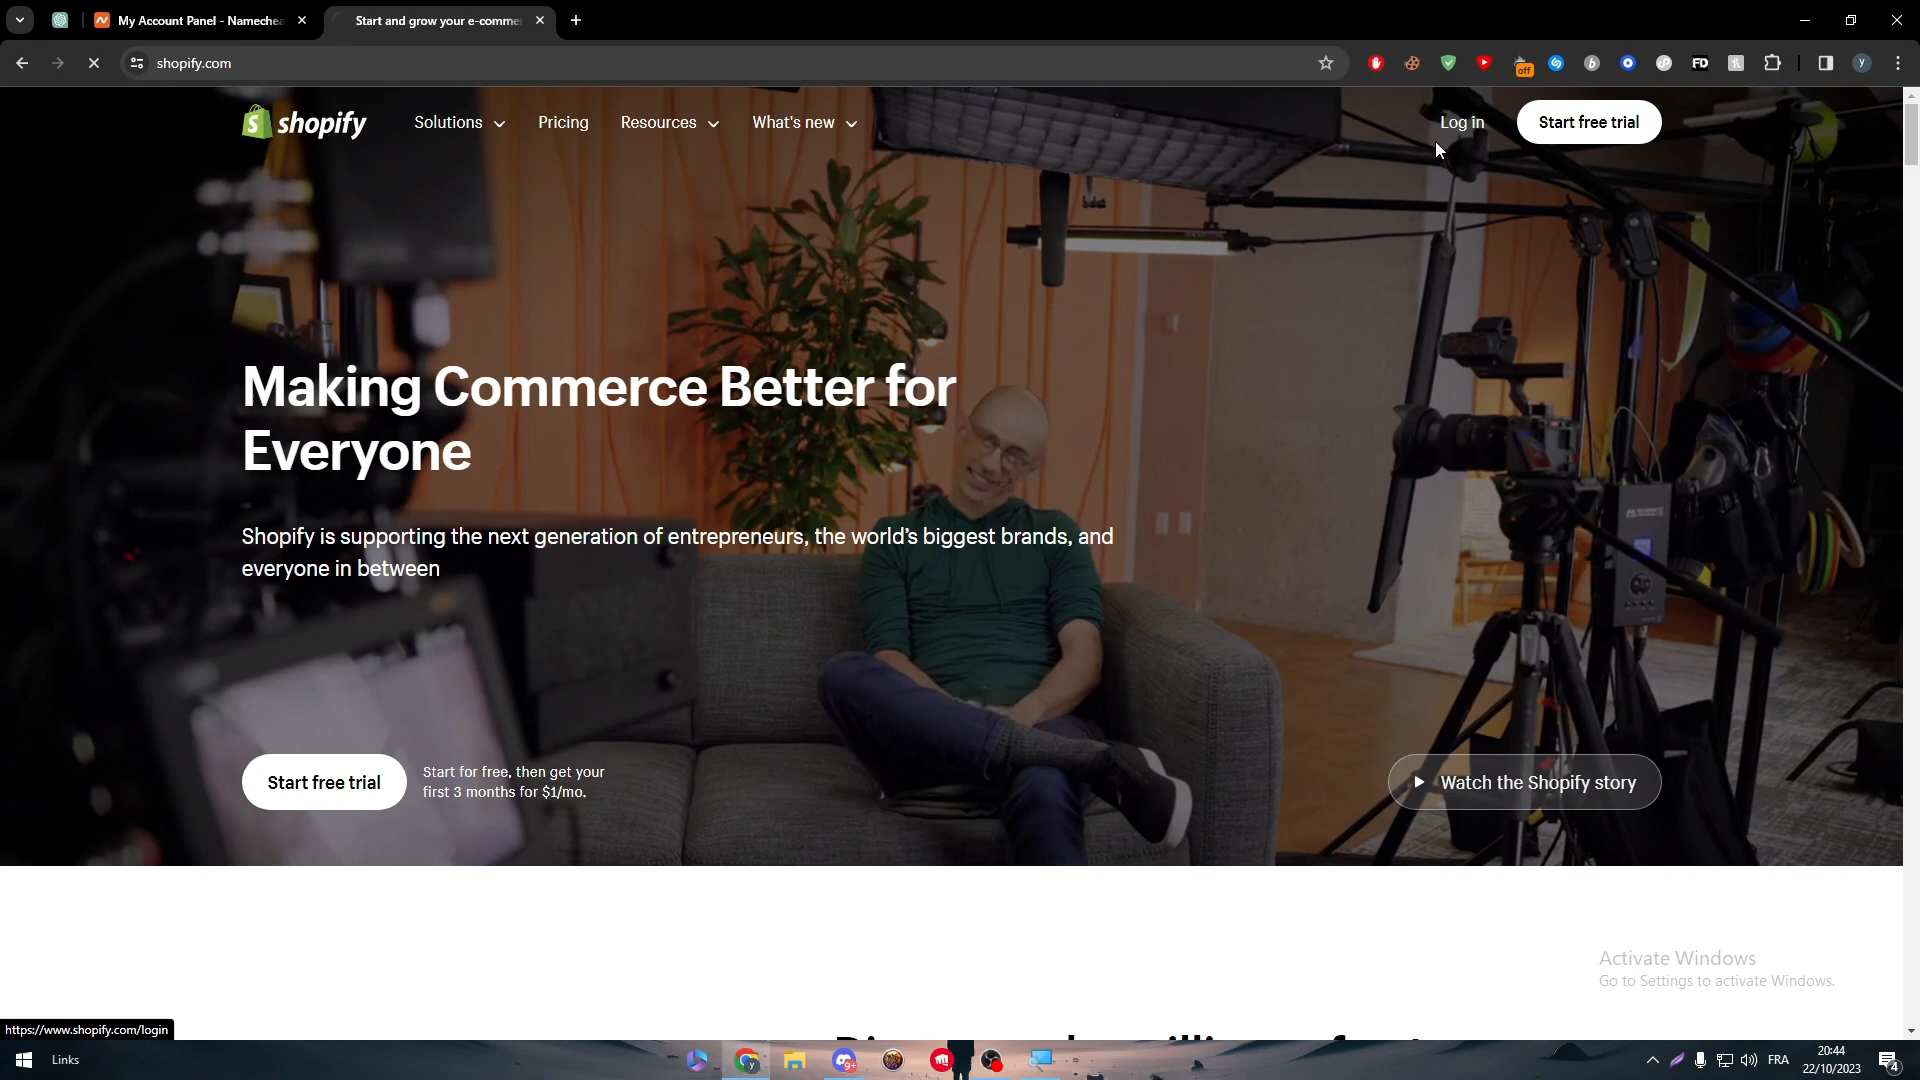 My Account Panel - Namechea
Start and grow your e-comme
shopify.com
off
b
FD
y
shopify
Solutions
Pricing
Resources
What's new
Log in
Start free trial
Making Commerce Better for
Everyone
Shopify is supporting the next generation of entrepreneurs, the world's biggest brands, and
everyone in between
Start free trial
Start for free, then get your
first 3 months for $1/mo.
Watch the Shopify story
Activate Windows
Go to Settings to activate Windows.
https://www.shopify.com/login
Links
9+
FRA
20:44
22/10/2023
4